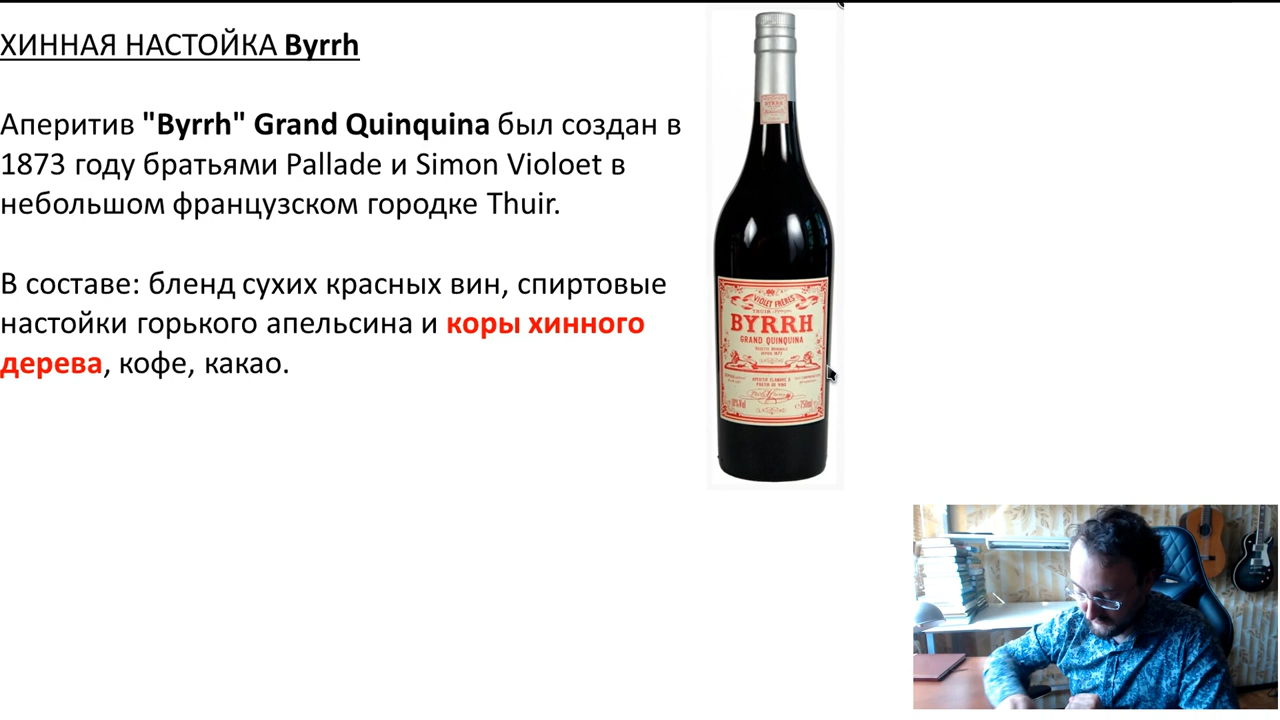 ХИННАЯ НАСТОЙКА Byrrh
Аперитив "Byrrh" Grand Quinquina был создан в
1873 году братьями Pallade и Simon Violoet в
небольшом французском городке Thuir.
В составе: бленд сухих красных вин, спиртовые
настойки горького апельсина и коры хинного
дерева, кофе, какао.
VIOLET FRÈRES
THUIR
BYRRH
GRAND QUINQUINA